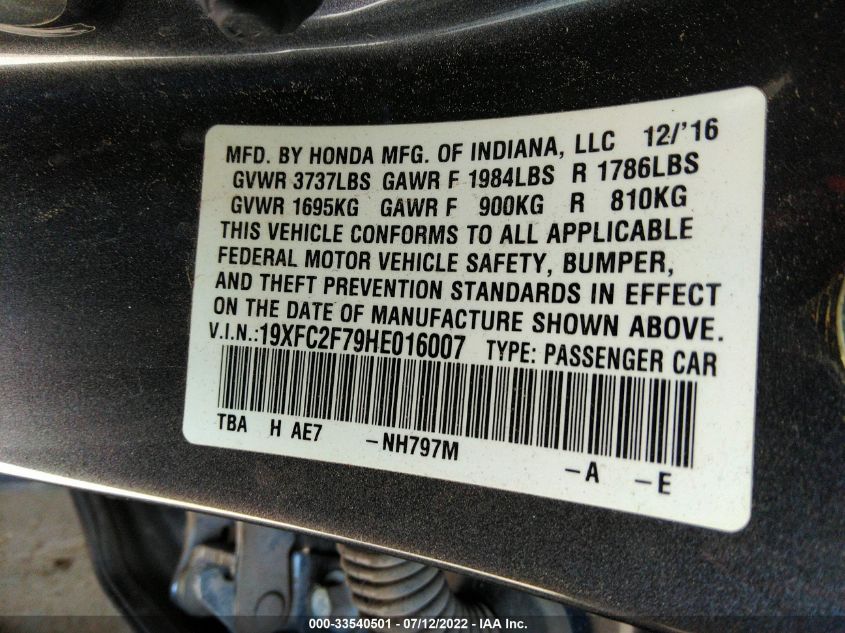 MFD. BY HONDA MFG. OF INDIANA, LLC 12/'16
GVWR 3737LBS GAWR F 1984LBS R 1786LBS
GVWR 1695KG GAWR F 900KG R 810KG
THIS VEHICLE CONFORMS TO ALL APPLICABLE
FEDERAL MOTOR VEHICLE SAFETY, BUMPER,
AND THEFT PREVENTION STANDARDS IN EFFECT
ON THE DATE OF MANUFACTURE SHOWN ABOVE.
V.I.N.:19XFC2F79HE016007 TYPE: PASSENGER CAR
TBA H AE7 -NH797M -A -E
000-33540501 - 07/12/2022 - IAA Inc.